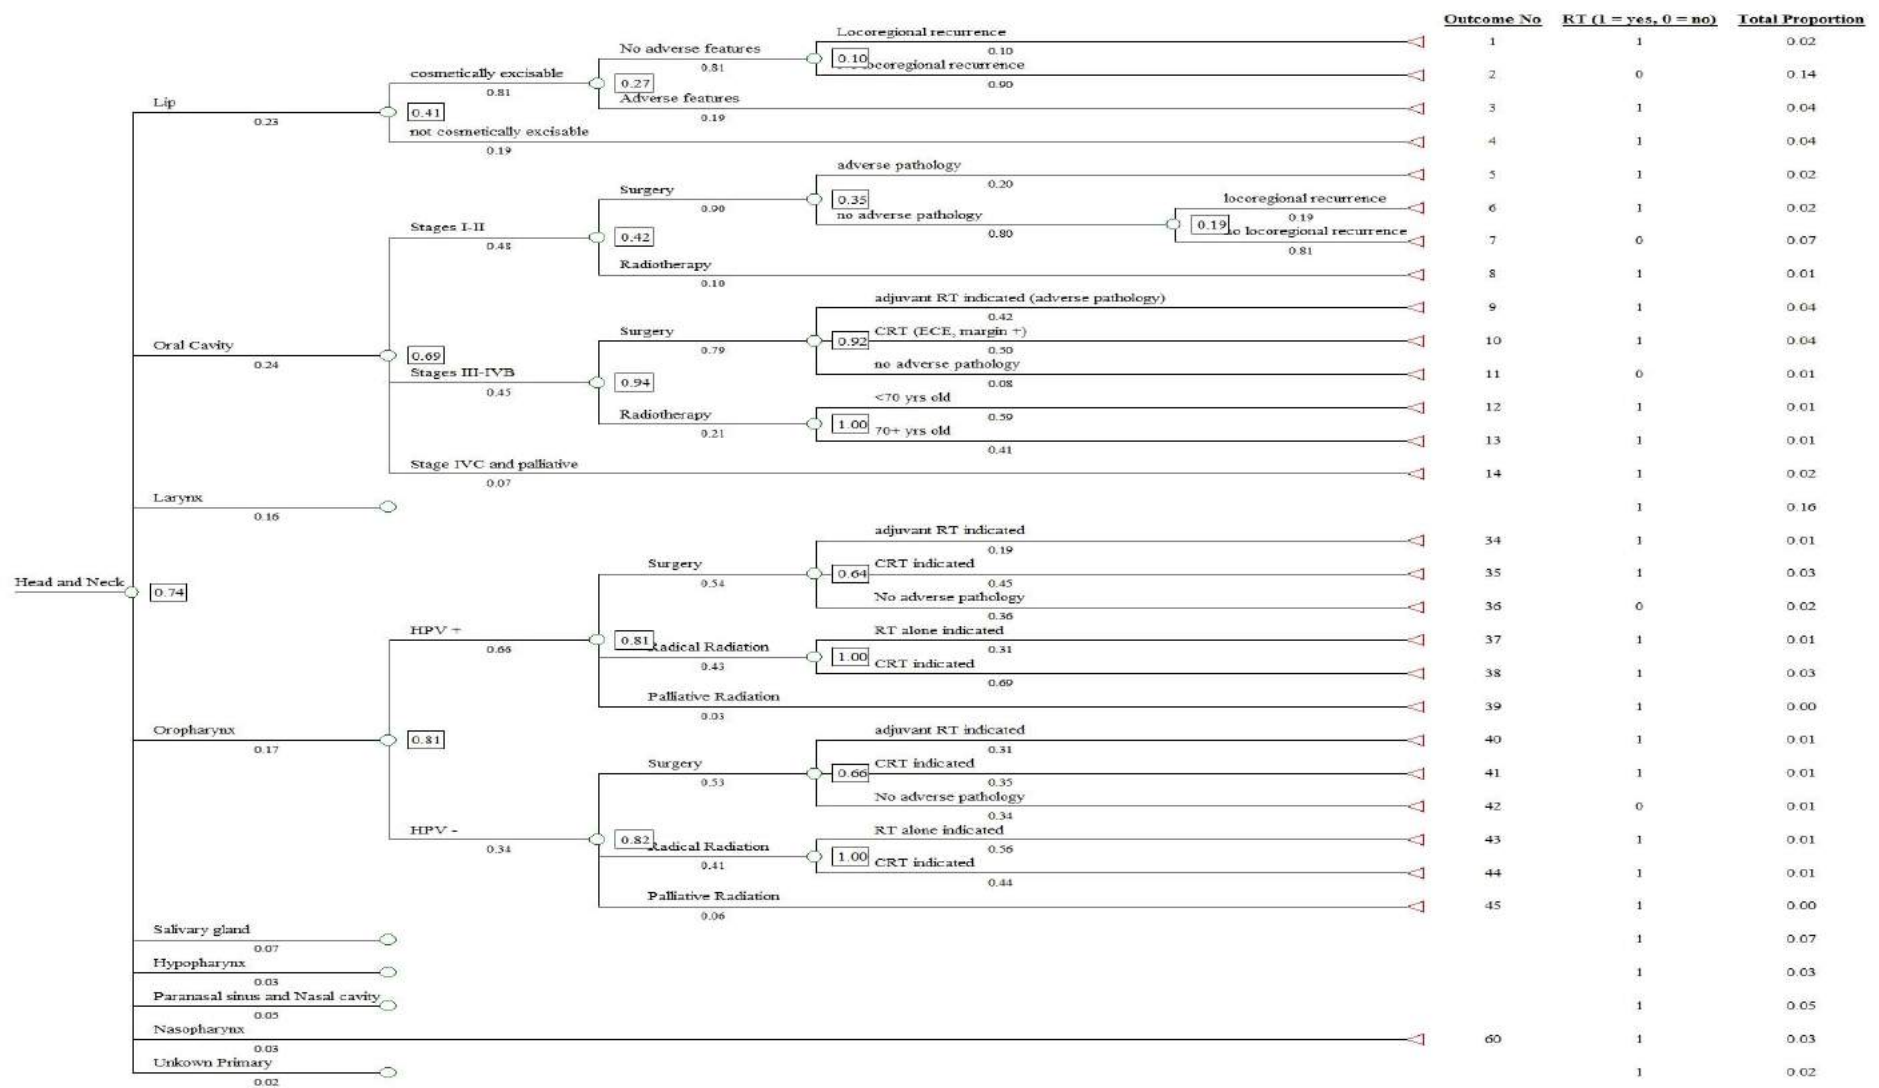 Outcome No RT (1 = yes, 0 = no) Total Proportion
Locoregional recurrence
0.10
1 1 0.02
No adverse features
0.81
0.10
ocoregional recurrence
0.90
2 0 0.14
cosmetically excisable
0.81
0.27
Adverse features
0.19
3 1 0.04
Lip
0.23
0.41
not cosmetically excisable
0.19
4 1 0.04
adverse pathology
0.20
5 1 0.02
Surgery
0.90
0.35
no adverse pathology
0.80
locoregional recurrence
0.19
6 1 0.02
0.19
o locoregional recurrence
0.81
7 0 0.07
Stages I-II
0.48
0.42
Radiotherapy
0.10
8 1 0.01
adjuvant RT indicated (adverse pathology)
0.42
9 1 0.04
Surgery
0.79
0.92
CRT (ECE, margin +)
0.50
10 1 0.04
no adverse pathology
0.08
11 0 0.01
Oral Cavity
0.24
0.69
Stages III-IVB
0.45
0.94
<70 yrs old
0.59
12 1 0.01
Radiotherapy
0.21
1.00
70+ yrs old
0.41
13 1 0.01
Stage IVC and palliative
0.07
14 1 0.02
Larynx
0.16
1 0.16
adjuvant RT indicated
0.19
34 1 0.01
Surgery
0.54
0.64
CRT indicated
0.45
35 1 0.03
Head and Neck
0.74
No adverse pathology
0.36
36 0 0.02
HPV +
0.66
0.81
RT alone indicated
0.31
37 1 0.01
Radical Radiation
0.43
1.00
CRT indicated
0.69
38 1 0.03
Palliative Radiation
0.03
39 1 0.00
Oropharynx
0.17
0.81
adjuvant RT indicated
0.31
40 1 0.01
Surgery
0.53
0.66
CRT indicated
0.35
41 1 0.01
No adverse pathology
0.34
42 0 0.01
HPV -
0.34
0.82
RT alone indicated
0.56
43 1 0.01
Radical Radiation
0.41
1.00
CRT indicated
0.44
44 1 0.01
Palliative Radiation
0.06
45 1 0.00
Salivary gland
0.07
1 0.07
Hypopharynx
0.03
1 0.03
Paranasal sinus and Nasal cavity
0.05
1 0.05
Nasopharynx
0.03
60 1 0.03
Unkown Primary
0.02
1 0.02